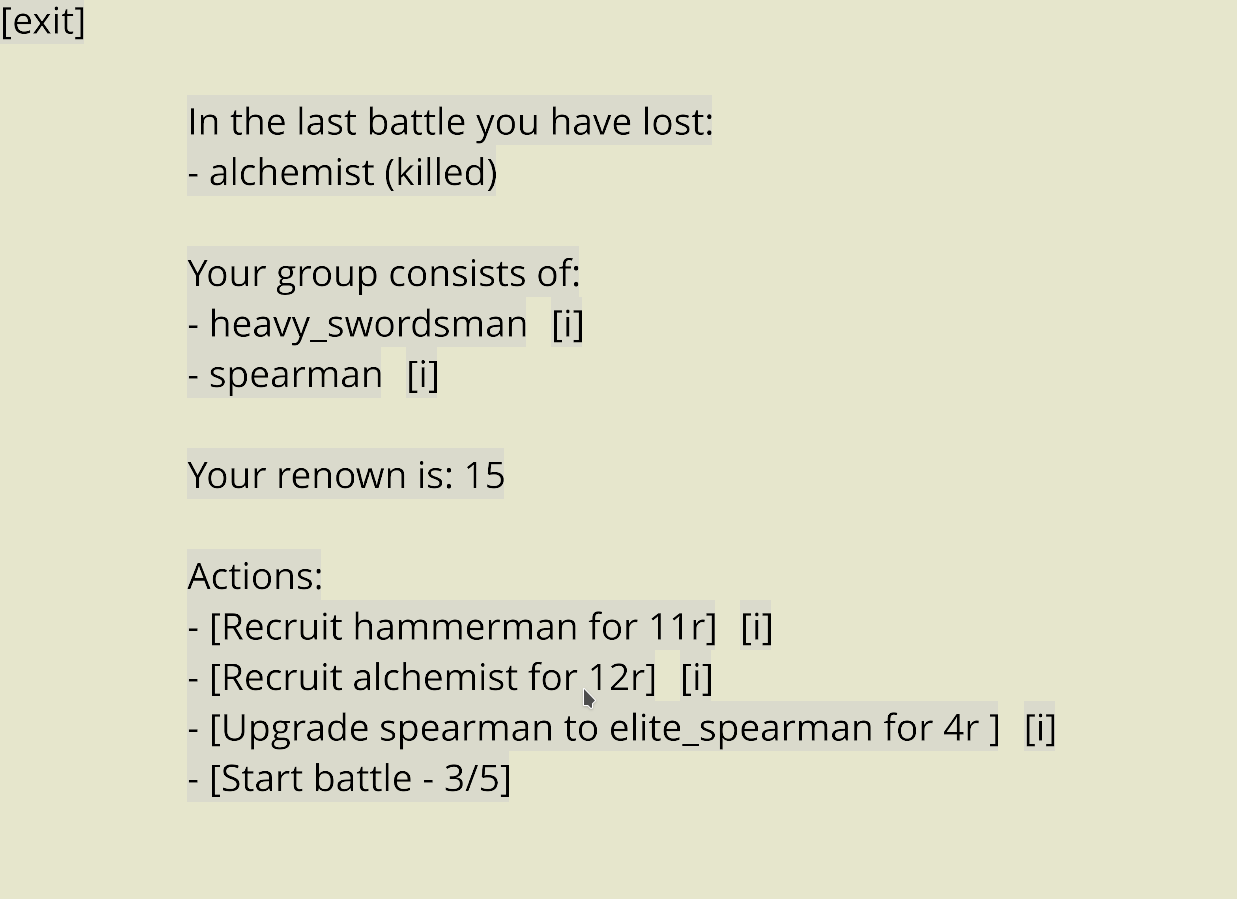 [exit]
In the last battle you have lost:
- alchemist (killed)
Your group consists of:
- heavy_swordsman [i]
- spearman [i]
Your renown is: 15
Actions:
- [Recruit hammerman for 11r] [i]
- [Recruit alchemist for 12r] [i]
- [Upgrade spearman to elite_spearman for 4r ] [i]
- [Start battle - 3/5]